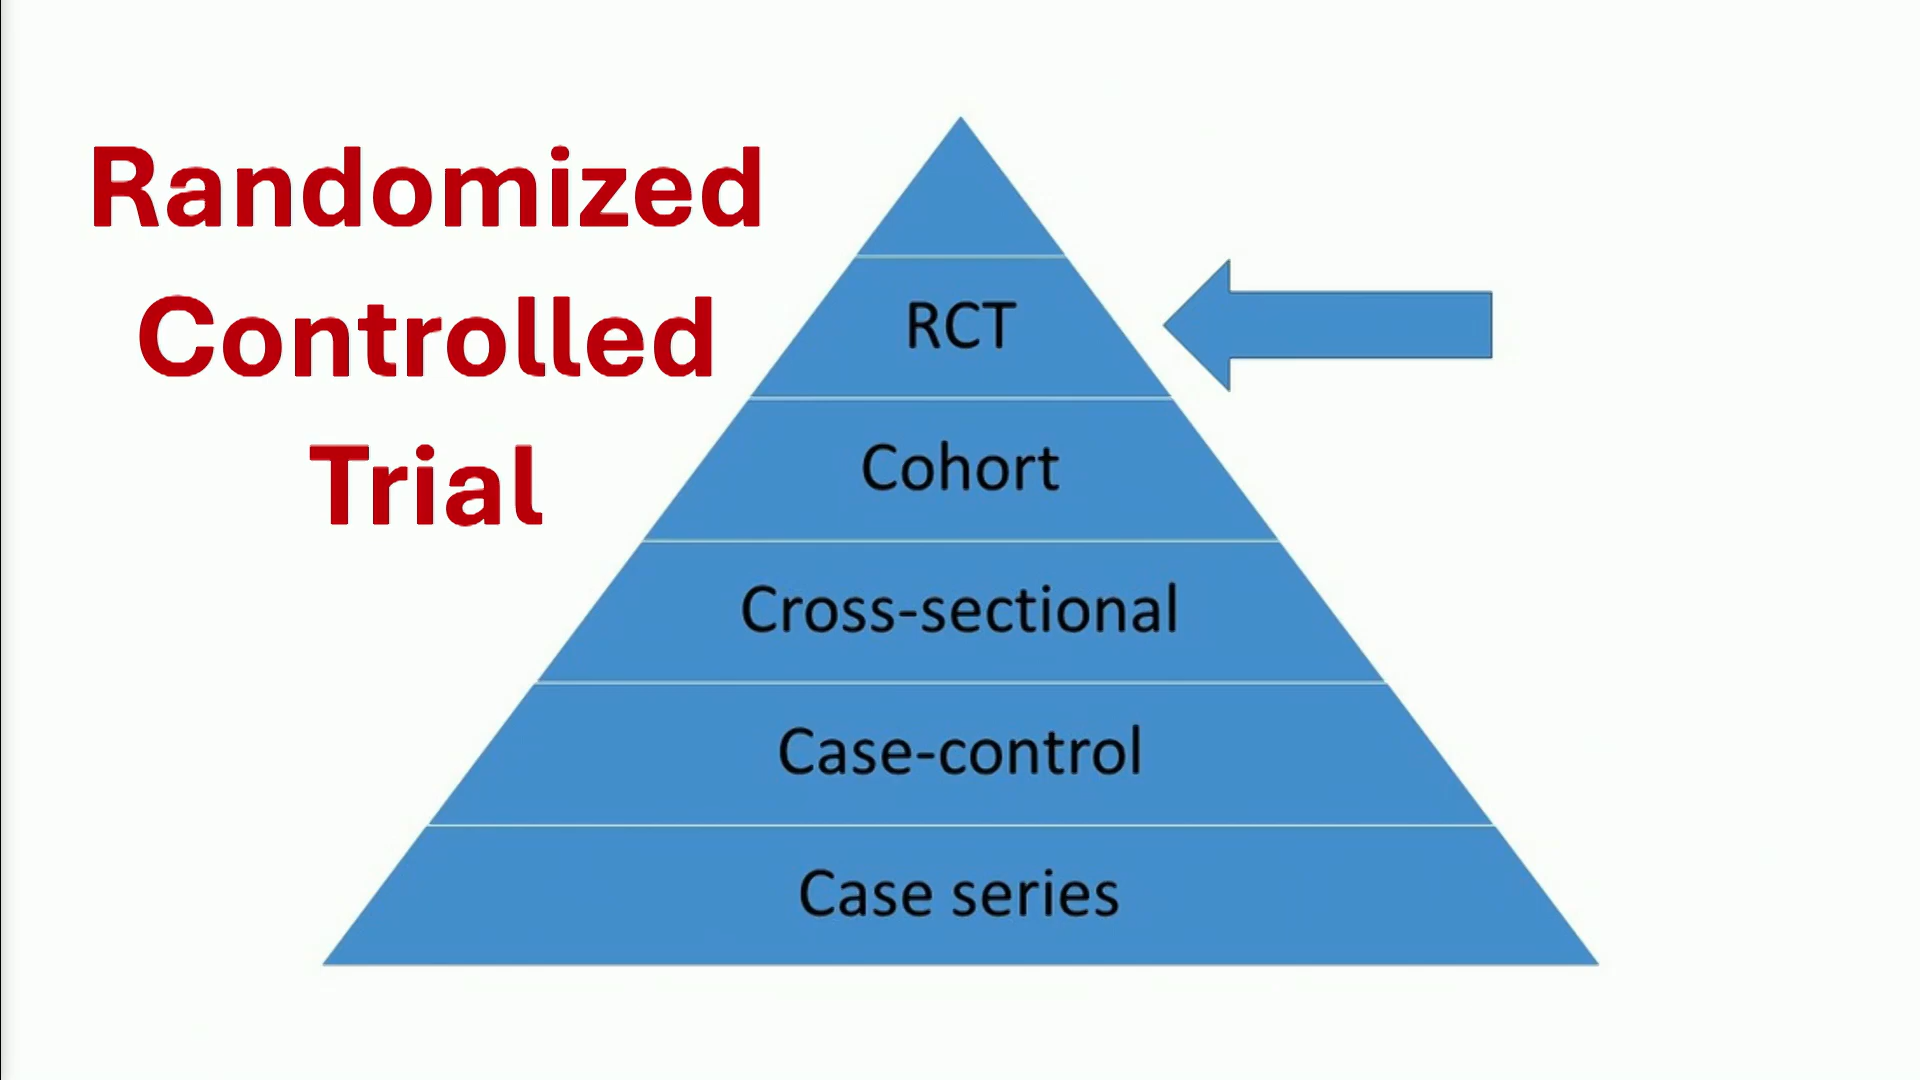 Randomized
Controlled
Trial
RCT
Cohort
Cross-sectional
Case-control
Case series